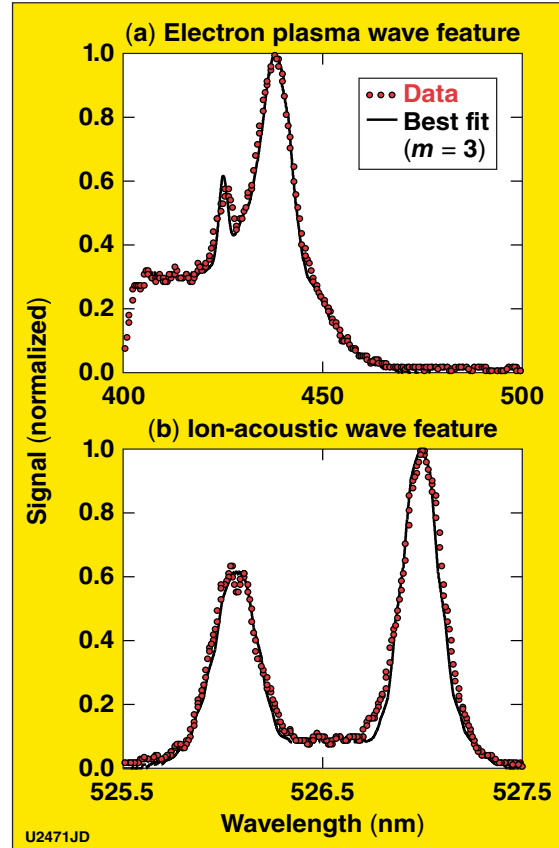 (a) Electron plasma wave feature
1.0
0.8
0.6
0.4
0.2
0.0
400
450
500
Data
Best fit
(m = 3)
Signal (normalized)
(b) Ion-acoustic wave feature
1.0
0.8
0.6
0.4
0.2
0.0
525.5
526.5
527.5
Wavelength (nm)
U2471JD